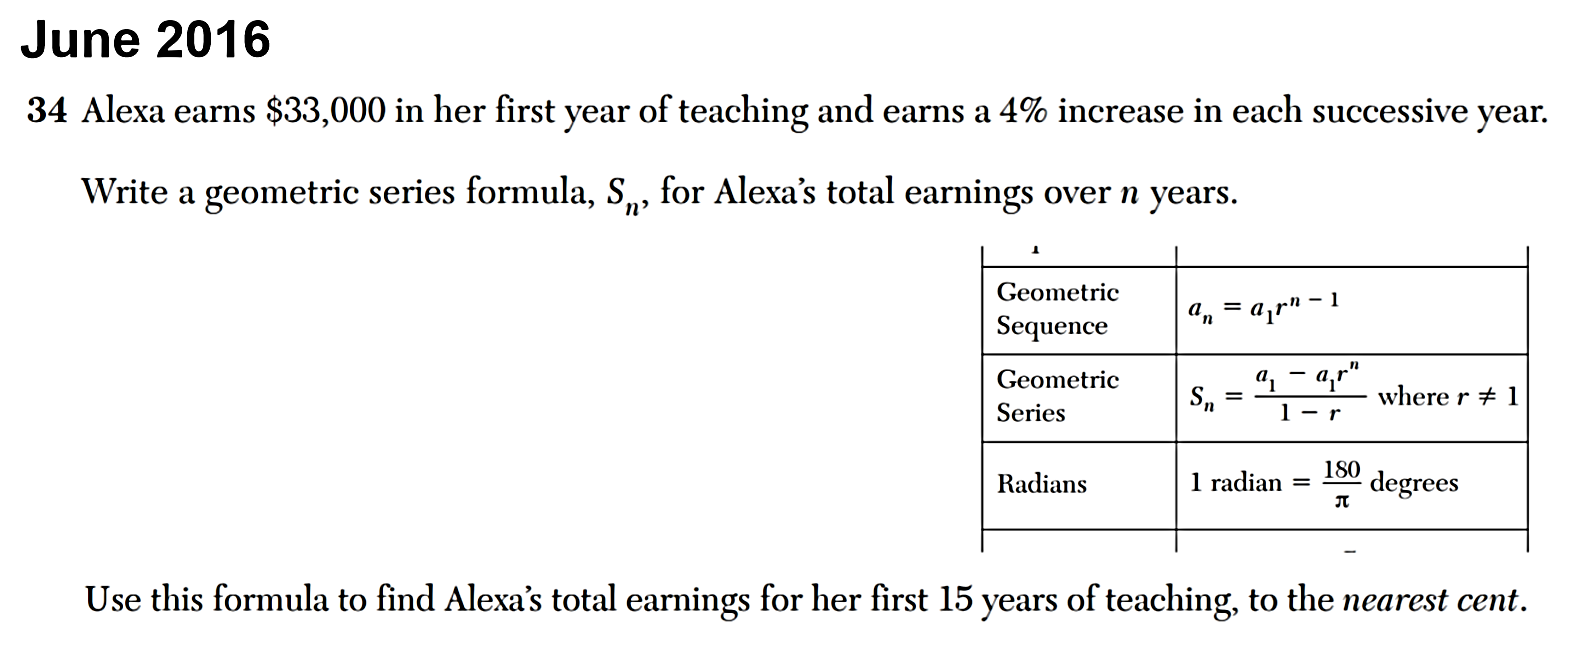 June 2016
34 Alexa earns $33,000 in her first year of teaching and earns a 4% increase in each successive year.
Write a geometric series formula, Sₙ, for Alexa’s total earnings over n years.
Geometric Sequence
aₙ = a₁rⁿ ⁻ ¹
Geometric Series
Sₙ = (a₁ − a₁rⁿ)/(1 − r) where r ≠ 1
Radians
1 radian = 180/π degrees
Use this formula to find Alexa’s total earnings for her first 15 years of teaching, to the nearest cent.